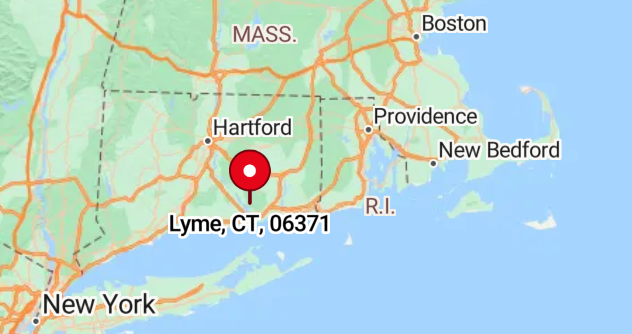 Boston
MASS.
Providence
Hartford
New Bedford
R.I.
Lyme, CT, 06371
New York